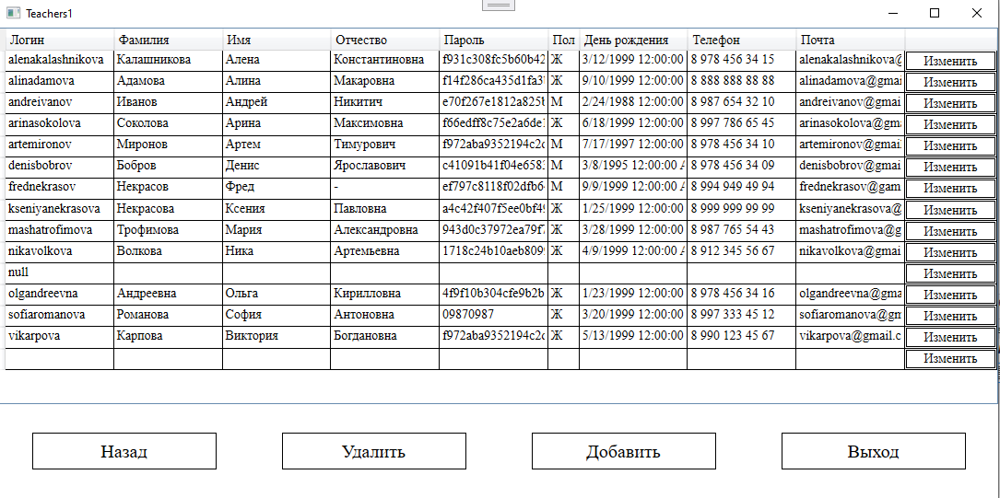 Teachers1
Логин Фамилия Имя Отчество Пароль Пол День рождения Телефон Почта
alenakalashnikova Калашникова Алена Константиновна f931c308fc5b60b42 Ж 3/12/1999 12:00:00 8 978 456 34 15 alenakalashnikova@ Изменить
alinadamova Адамова Алина Макаровна f14f286ca435d1fa3 Ж 9/10/1999 12:00:00 8 888 888 88 88 alinadamova@gmai Изменить
andreivanov Иванов Андрей Никитич e70f267e1812a825 М 2/24/1988 12:00:00 8 987 654 32 10 andreivanov@gmai Изменить
arinasokolova Соколова Арина Максимовна f66edff8c75e2a6de Ж 6/18/1999 12:00:00 8 997 786 65 45 arinasokolova@gm Изменить
artemironov Миронов Артем Тимурович f972aba9352194c2 М 7/17/1997 12:00:00 8 978 456 34 10 artemironov@gmai Изменить
denisbobrov Бобров Денис Ярославович c41091b41f04e658 М 3/8/1995 12:00:00 8 978 456 34 09 denisbobrov@gmai Изменить
frednekrasov Некрасов Фред - ef797c8118f02dfb6 М 9/9/1999 12:00:00 8 994 949 49 94 frednekrasov@gam Изменить
kseniyanekrasova Некрасова Ксения Павловна a4c42f407f5ee0bf4 Ж 1/25/1999 12:00:00 8 999 999 99 99 kseniyanekrasova@ Изменить
mashatrofimova Трофимова Мария Александровна 943d0c37972ea79f Ж 3/28/1999 12:00:00 8 987 765 54 43 mashatrofimova@g Изменить
nikavolkova Волкова Ника Артемьевна 1718c24b10aeb809 Ж 4/9/1999 12:00:00 8 912 345 56 67 nikavolkova@gmai Изменить
null Изменить
olgandreevna Андреевна Ольга Кирилловна 4f9f10b304cfe9b2b Ж 1/23/1999 12:00:00 8 978 456 34 16 olgandreevna@gma Изменить
sofiaromanova Романова София Антоновна 09870987 Ж 3/20/1999 12:00:00 8 997 333 45 12 sofiaromanova@gm Изменить
vikarpova Карпова Виктория Богдановна f972aba9352194c2 Ж 5/13/1999 12:00:00 8 990 123 45 67 vikarpova@gmail.c Изменить
Изменить
Назад Удалить Добавить Выход